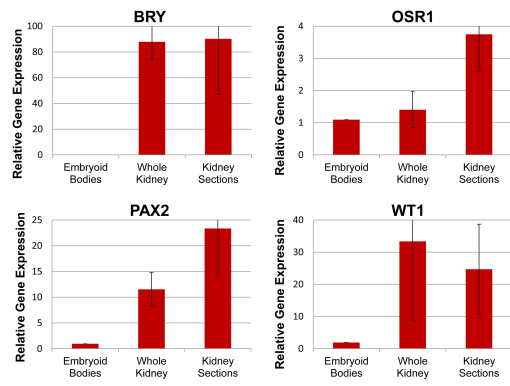 BRY
Relative Gene Expression
100
80
60
40
20
0
Embryoid
Bodies
Whole
Kidney
Kidney
Sections
OSR1
Relative Gene Expression
4
3
2
1
0
Embryoid
Bodies
Whole
Kidney
Kidney
Sections
PAX2
Relative Gene Expression
25
20
15
10
5
0
Embryoid
Bodies
Whole
Kidney
Kidney
Sections
WT1
Relative Gene Expression
40
30
20
10
0
Embryoid
Bodies
Whole
Kidney
Kidney
Sections